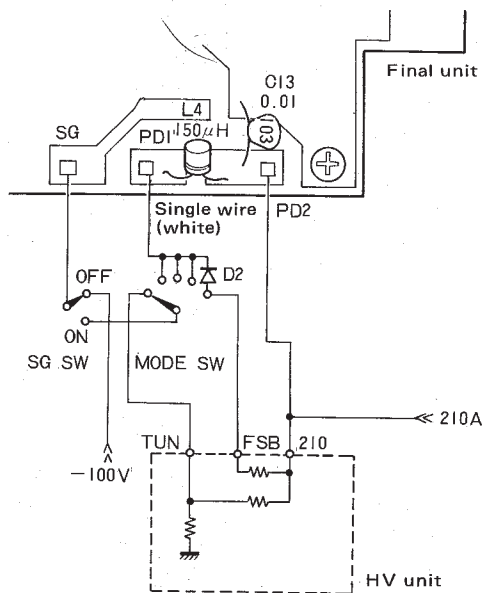 Final unit
C13
0.01
103
L4
150μH
SG
PD1
Single wire
(white)
PD2
OFF
D2
ON
SG SW
MODE SW
210A
TUN
FSB
210
−100V
HV unit